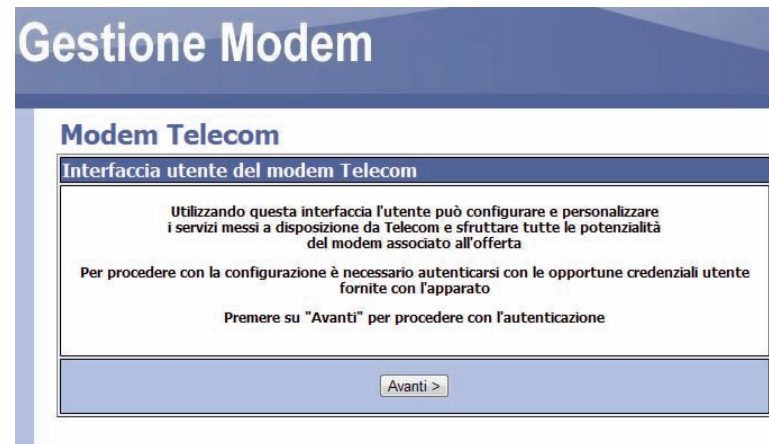 Gestione Modem
Modem Telecom
Interfaccia utente del modem Telecom
Utilizzando questa interfaccia l'utente può configurare e personalizzare
i servizi messi a disposizione da Telecom e sfruttare tutte le potenzialità
del modem associato all'offerta
Per procedere con la configurazione è necessario autenticarsi con le opportune credenziali utente
fornite con l'apparato
Premere su "Avanti" per procedere con l'autenticazione
Avanti >